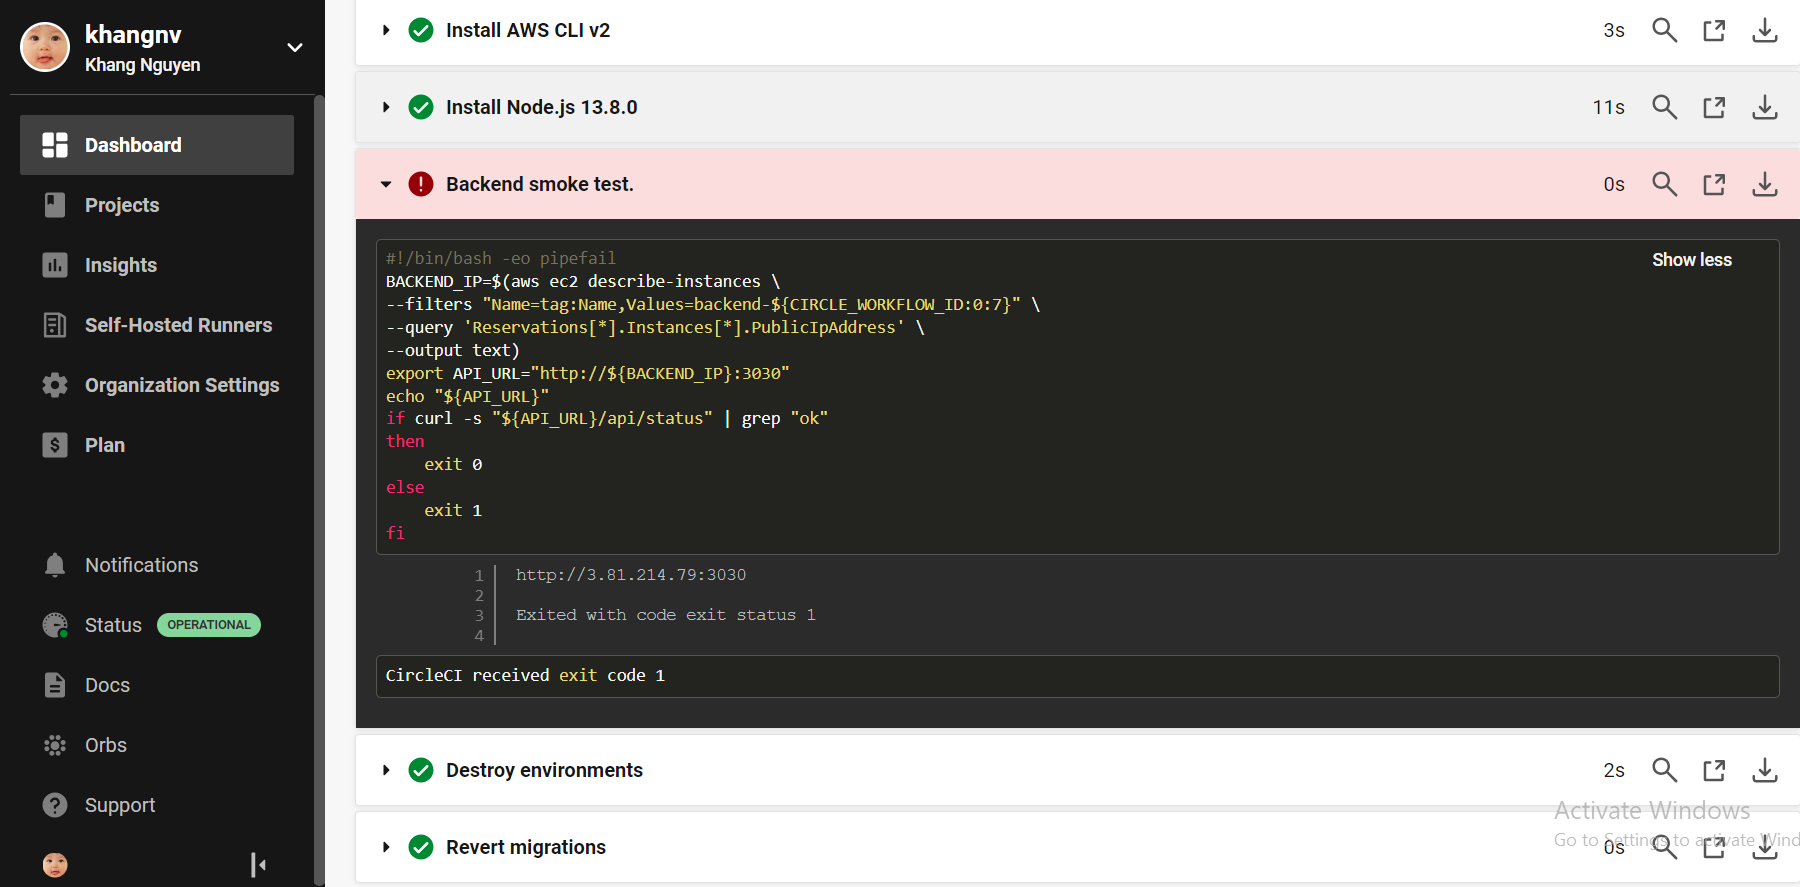 khangnv
Khang Nguyen
Dashboard
Projects
Insights
Self-Hosted Runners
Organization Settings
Plan
Notifications
Status OPERATIONAL
Docs
Orbs
Support
Install AWS CLI v2 3s
Install Node.js 13.8.0 11s
Backend smoke test. 0s
Show less
#!/bin/bash -eo pipefail
BACKEND_IP=$(aws ec2 describe-instances \
--filters "Name=tag:Name,Values=backend-${CIRCLE_WORKFLOW_ID:0:7}" \
--query 'Reservations[*].Instances[*].PublicIpAddress' \
--output text)
export API_URL="http://${BACKEND_IP}:3030"
echo "${API_URL}"
if curl -s "${API_URL}/api/status" | grep "ok"
then
    exit 0
else
    exit 1
fi
1 http://3.81.214.79:3030
2
3 Exited with code exit status 1
4
CircleCI received exit code 1
Destroy environments 2s
Activate Windows
Go to Settings to activate Wind
Revert migrations 0s